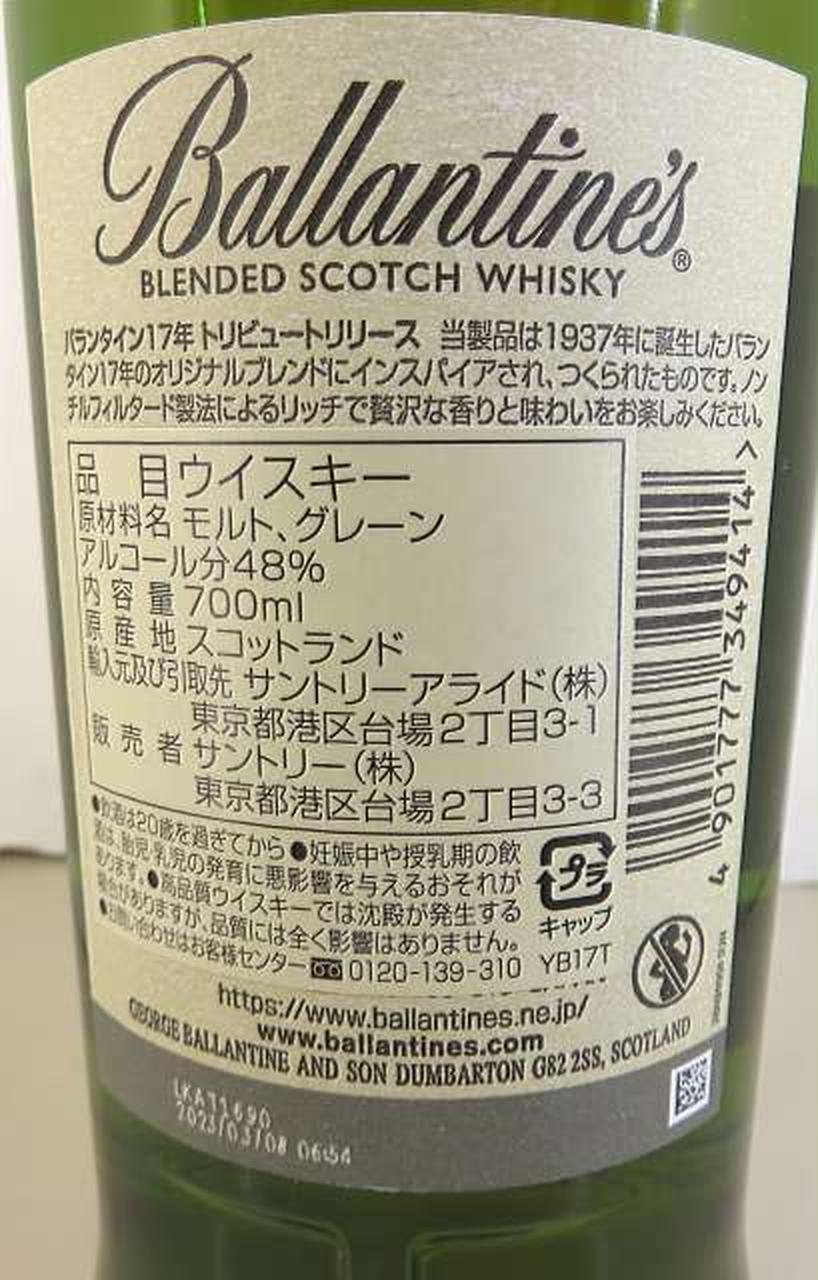 Ballantine's®
BLENDED SCOTCH WHISKY
バランタイン17年 トリビュートリリース 当製品は1937年に誕生したバラン
タイン17年のオリジナルブレンドにインスパイアされ、つくられたものです。ノン
チルフィルタード製法によるリッチで贅沢な香りと味わいをお楽しみください。
品 目 ウイスキー
原材料名 モルト、グレーン
アルコール分48%
内容量 700ml
原産地 スコットランド
輸入元及び引取先 サントリーアライド(株)
東京都港区台場2丁目3-1
販売者 サントリー(株)
東京都港区台場2丁目3-3
4 901777 349414 >
●飲酒は20歳を過ぎてから ●妊娠中や授乳期の飲
酒は、胎児・乳児の発育に悪影響を与えるおそれが
あります。●高品質ウイスキーでは沈殿が発生する
場合がありますが、品質には全く影響はありません。
●お問い合わせはお客様センター 0120-139-310
プラ
キャップ
YB17T
https://www.ballantines.ne.jp/
www.ballantines.com
GEORGE BALLANTINE AND SON DUMBARTON G82 2SS, SCOTLAND
2023/03/08 06:54